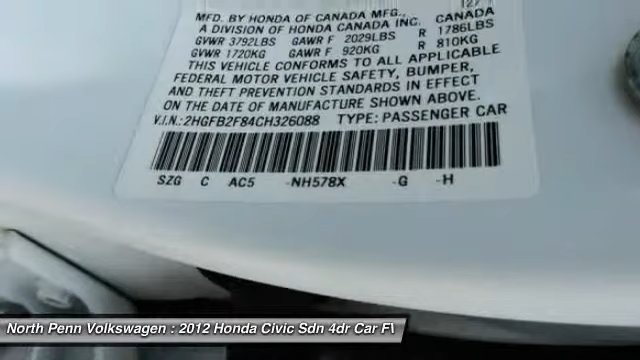 MFD. BY HONDA OF CANADA MFG., CANADA
A DIVISION OF HONDA CANADA INC.
GVWR 3792LBS GAWR F 2029LBS R 1786LBS
GVWR 1720KG GAWR F 920KG R 810KG
THIS VEHICLE CONFORMS TO ALL APPLICABLE
FEDERAL MOTOR VEHICLE SAFETY, BUMPER,
AND THEFT PREVENTION STANDARDS IN EFFECT
ON THE DATE OF MANUFACTURE SHOWN ABOVE.
V.I.N.:2HGFB2F84CH326088 TYPE: PASSENGER CAR
SZG C AC5 -NH578X -G -H
North Penn Volkswagen : 2012 Honda Civic Sdn 4dr Car F\